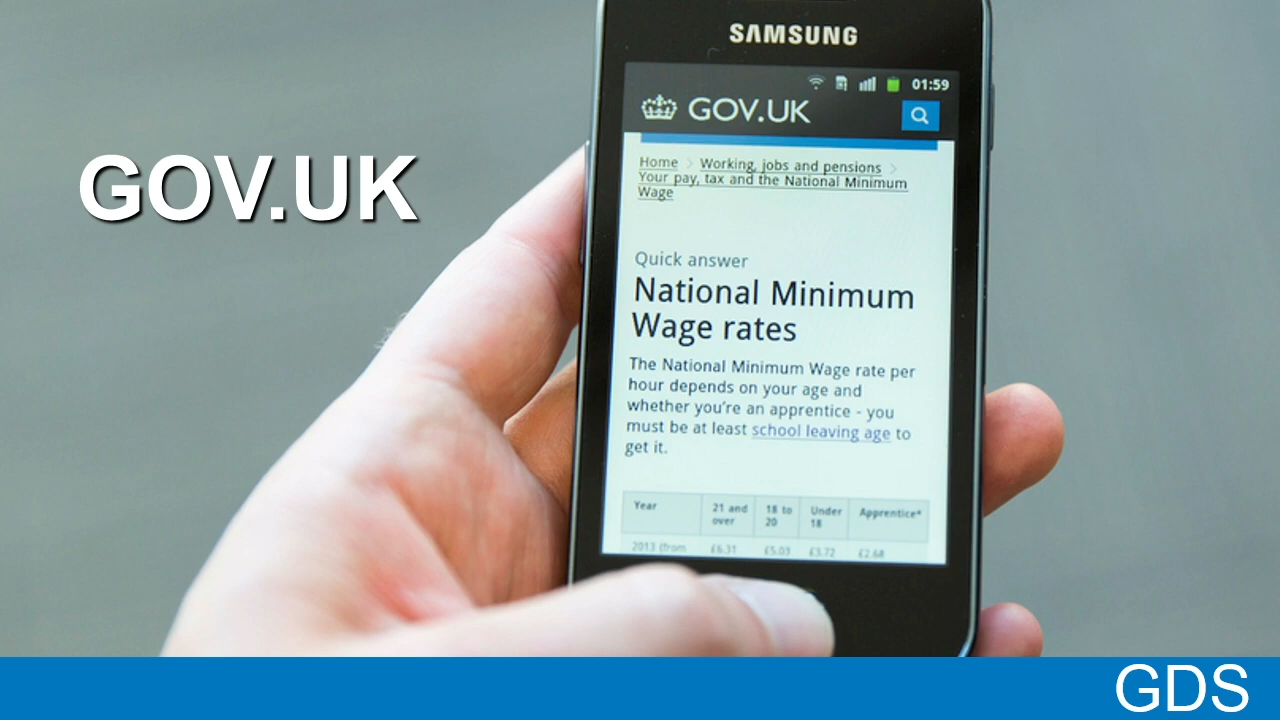 GOV.UK
SAMSUNG
01:59
GOV.UK
Home > Working, jobs and pensions >
Your pay, tax and the National Minimum
Wage
Quick answer
National Minimum
Wage rates
The National Minimum Wage rate per
hour depends on your age and
whether you're an apprentice - you
must be at least school leaving age to
get it.
Year 21 and over 18 to 20 Under 18 Apprentice*
2013 (from £6.31 £5.03 £3.72 £2.68
GDS